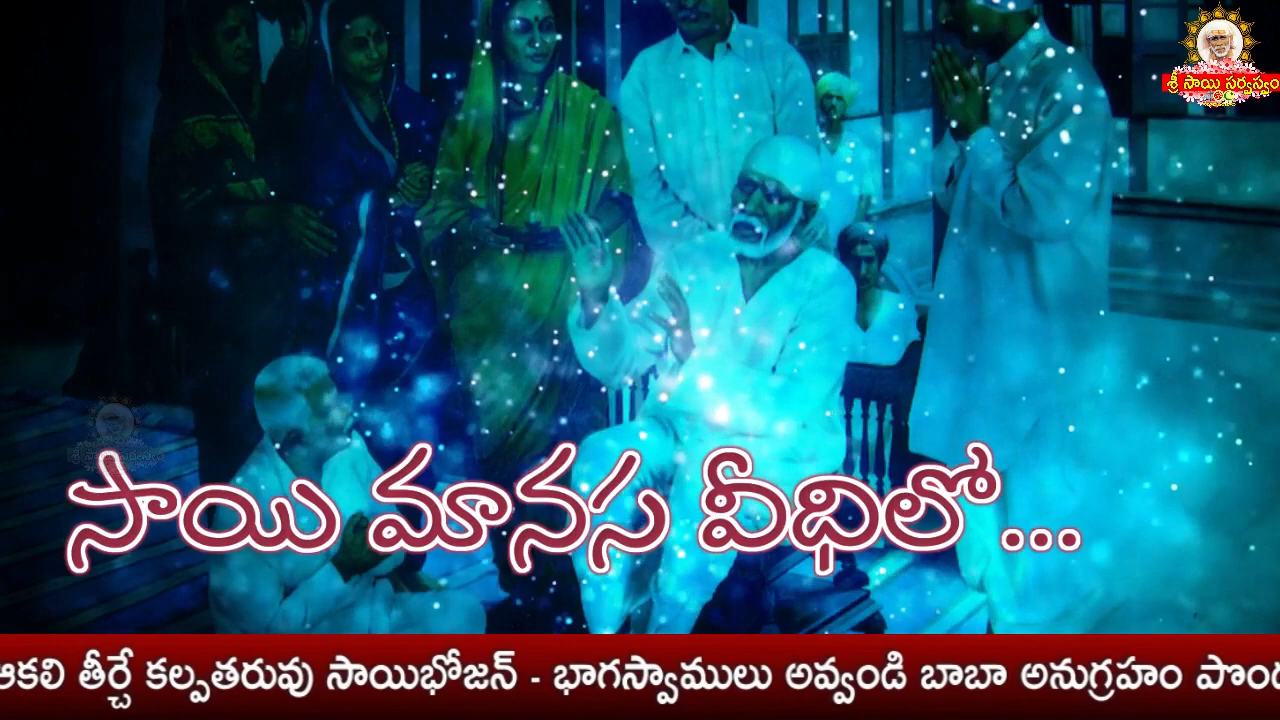 శ్రీ సాయి సర్వస్వం
సాయి మానస వీధిలో...
ఆకలి తీర్చే కల్పతరువు సాయిభోజన్ - భాగస్వాములు అవ్వండి బాబా అనుగ్రహం